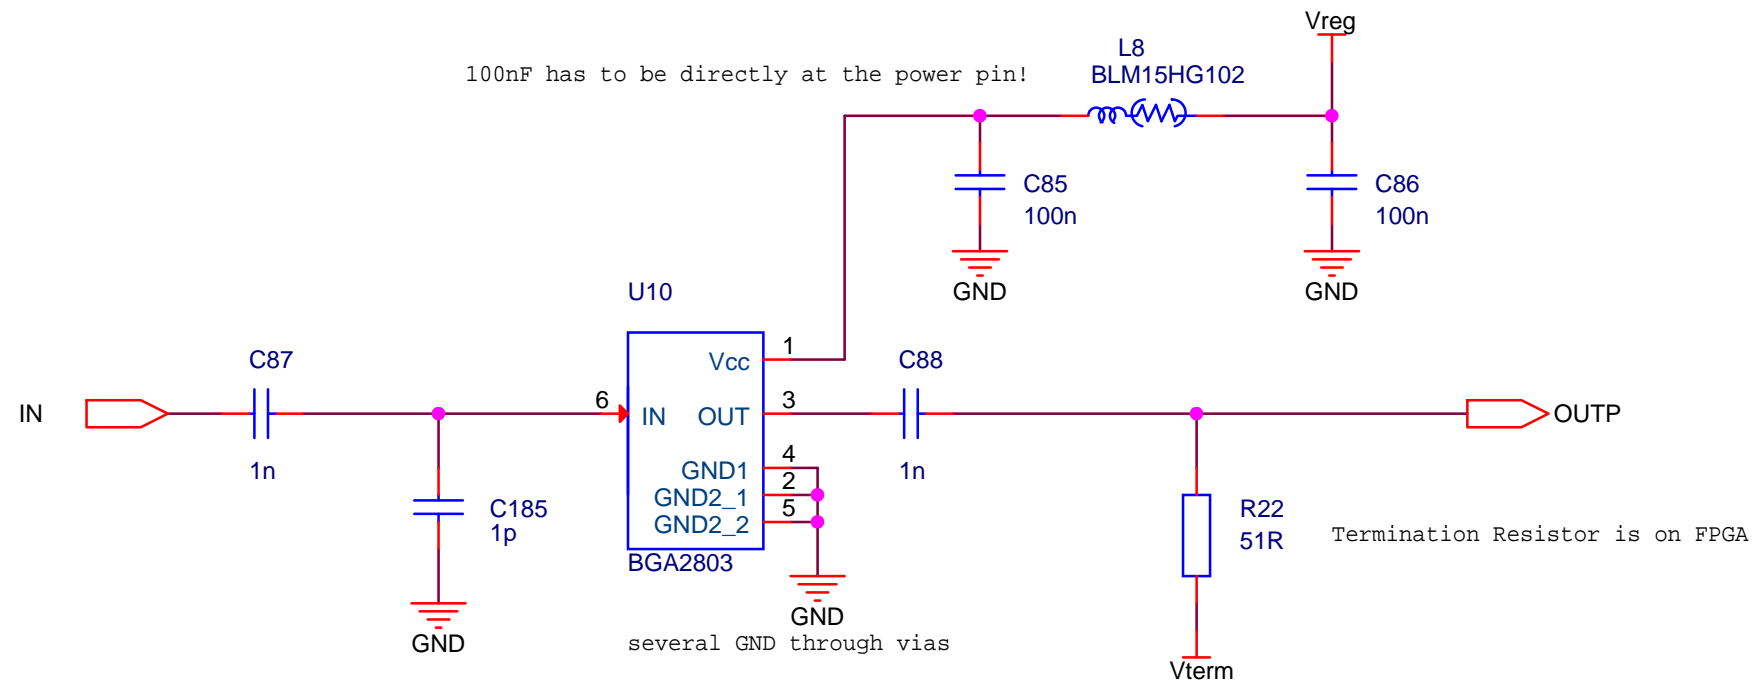 Vreg
L8
100nF has to be directly at the power pin!
BLM15HG102
C85
100n
C86
100n
GND
GND
U10
1
Vcc
C87
C88
IN
6
IN
OUT
3
OUTP
1n
1n
GND1
4
GND2_1
2
GND2_2
5
C185
1p
R22
51R
Termination Resistor is on FPGA
BGA2803
GND
GND
several GND through vias
Vterm